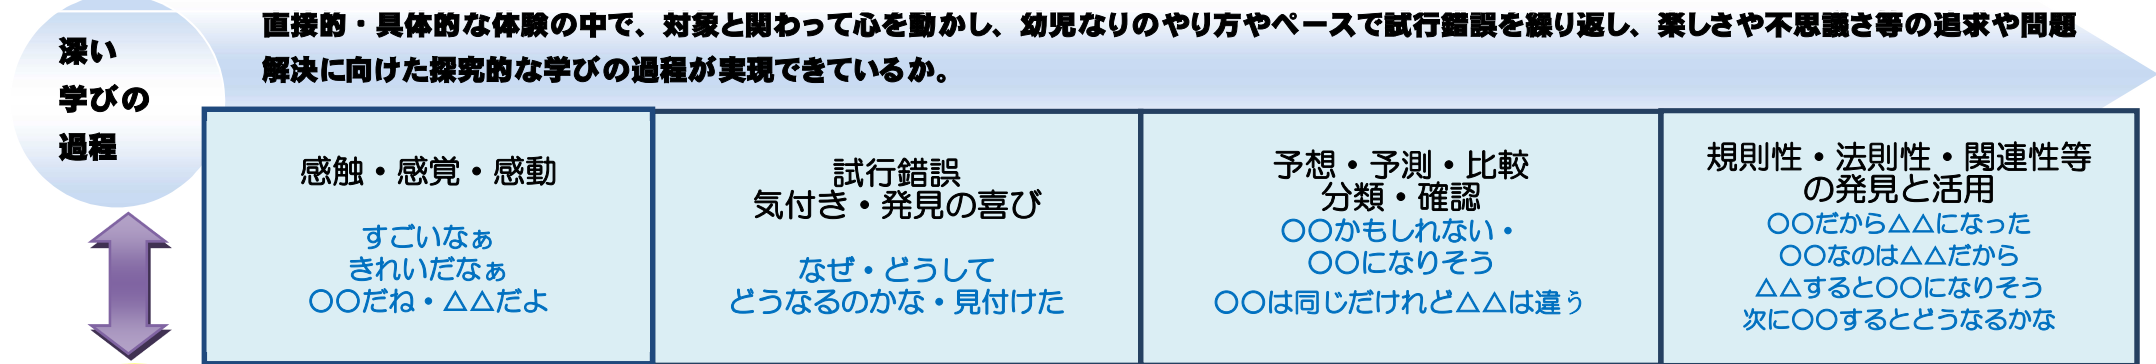 深い
学びの
過程
直接的・具体的な体験の中で、対象と関わって心を動かし、幼児なりのやり方やペースで試行錯誤を繰り返し、楽しさや不思議さ等の追求や問題
解決に向けた探究的な学びの過程が実現できているか。
感触・感覚・感動
すごいなぁ
きれいだなぁ
〇〇だね・△△だよ
試行錯誤
気付き・発見の喜び
なぜ・どうして
どうなるのかな・見付けた
予想・予測・比較
分類・確認
〇〇かもしれない・
〇〇になりそう
〇〇は同じだけれど△△は違う
規則性・法則性・関連性等
の発見と活用
〇〇だから△△になった
〇〇なのは△△だから
△△すると〇〇になりそう
次に〇〇するとどうなるかな